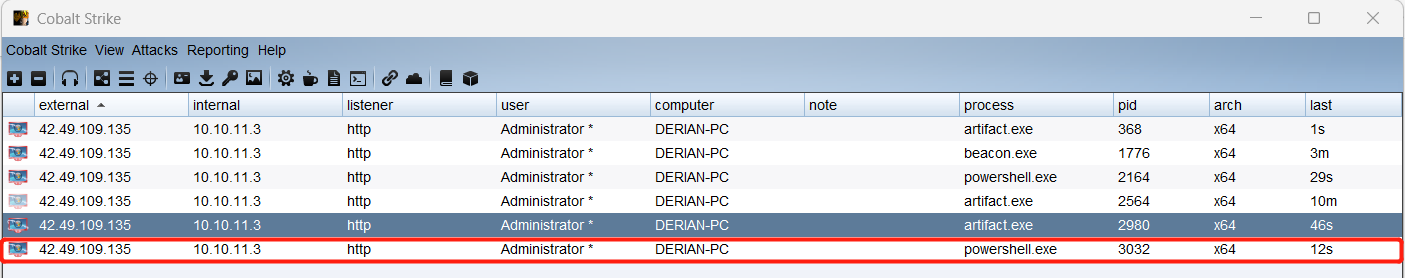 Cobalt Strike
Cobalt Strike View Attacks Reporting Help
external internal listener user computer note process pid arch last
42.49.109.135 10.10.11.3 http Administrator * DERIAN-PC artifact.exe 368 x64 1s
42.49.109.135 10.10.11.3 http Administrator * DERIAN-PC beacon.exe 1776 x64 3m
42.49.109.135 10.10.11.3 http Administrator * DERIAN-PC powershell.exe 2164 x64 29s
42.49.109.135 10.10.11.3 http Administrator * DERIAN-PC artifact.exe 2564 x64 10m
42.49.109.135 10.10.11.3 http Administrator * DERIAN-PC artifact.exe 2980 x64 46s
42.49.109.135 10.10.11.3 http Administrator * DERIAN-PC powershell.exe 3032 x64 12s